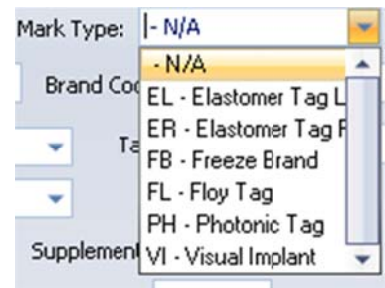 Mark Type: - N/A
- N/A
Brand Co
EL - Elastomer Tag L
ER - Elastomer Tag
Ta
FB - Freeze Brand
FL - Floy Tag
PH - Photonic Tag
Supplemen
VI - Visual Implant